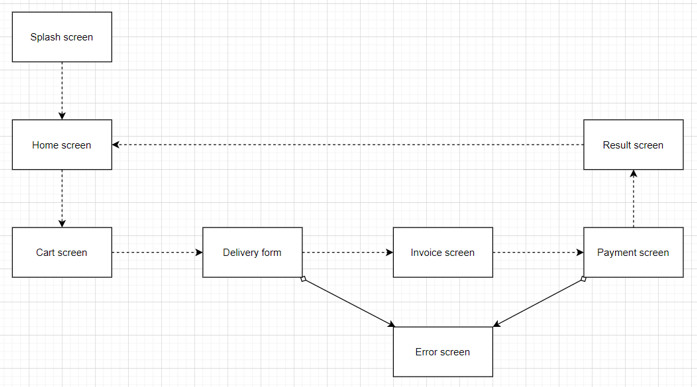 Splash screen
Home screen
Result screen
Cart screen
Delivery form
Invoice screen
Payment screen
Error screen